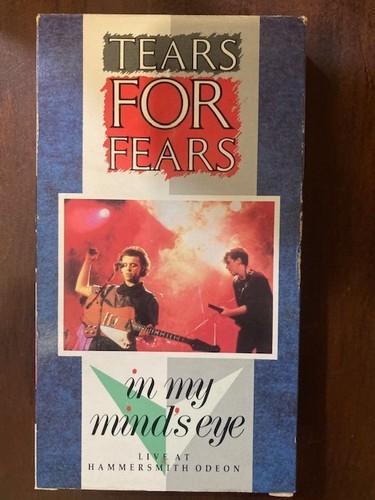 TEARS
FOR
FEARS
in my
mind's eye
LIVE AT
HAMMERSMITH ODEON